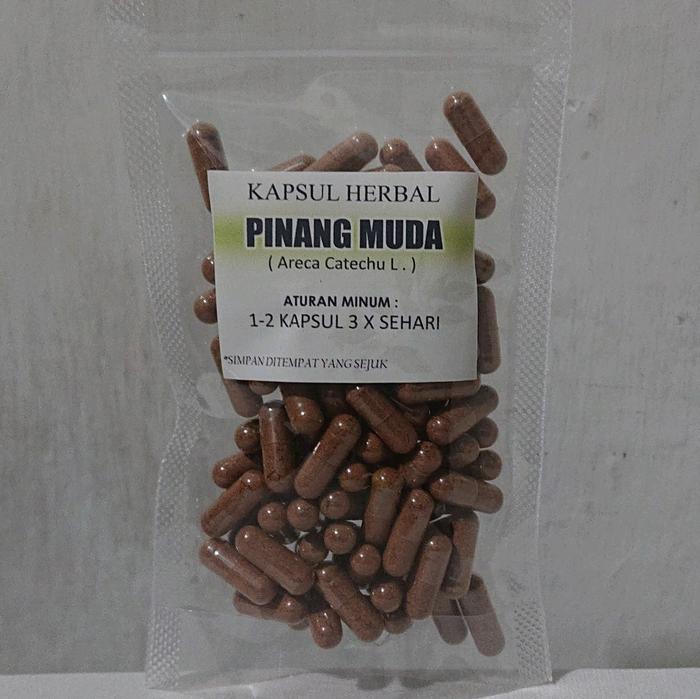 KAPSUL HERBAL
PINANG MUDA
( Areca Catechu L . )
ATURAN MINUM :
1-2 KAPSUL 3 X SEHARI
*SIMPAN DITEMPAT YANG SEJUK